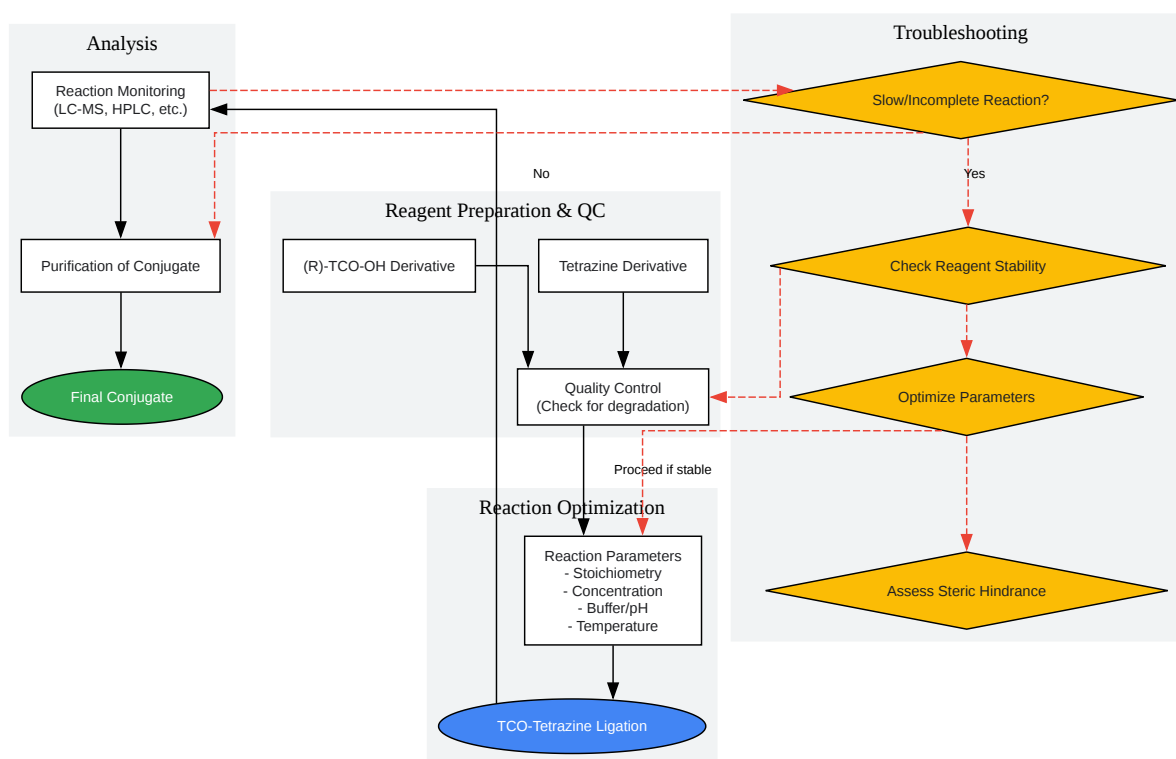 Analysis
Troubleshooting
Reaction Monitoring
(LC-MS, HPLC, etc.)
Slow/Incomplete Reaction?
No
Yes
Reagent Preparation & QC
Purification of Conjugate
(R)-TCO-OH Derivative
Tetrazine Derivative
Check Reagent Stability
Final Conjugate
Quality Control
(Check for degradation)
Optimize Parameters
Proceed if stable
Reaction Optimization
Reaction Parameters
- Stoichiometry
- Concentration
- Buffer/pH
- Temperature
Assess Steric Hindrance
TCO-Tetrazine Ligation